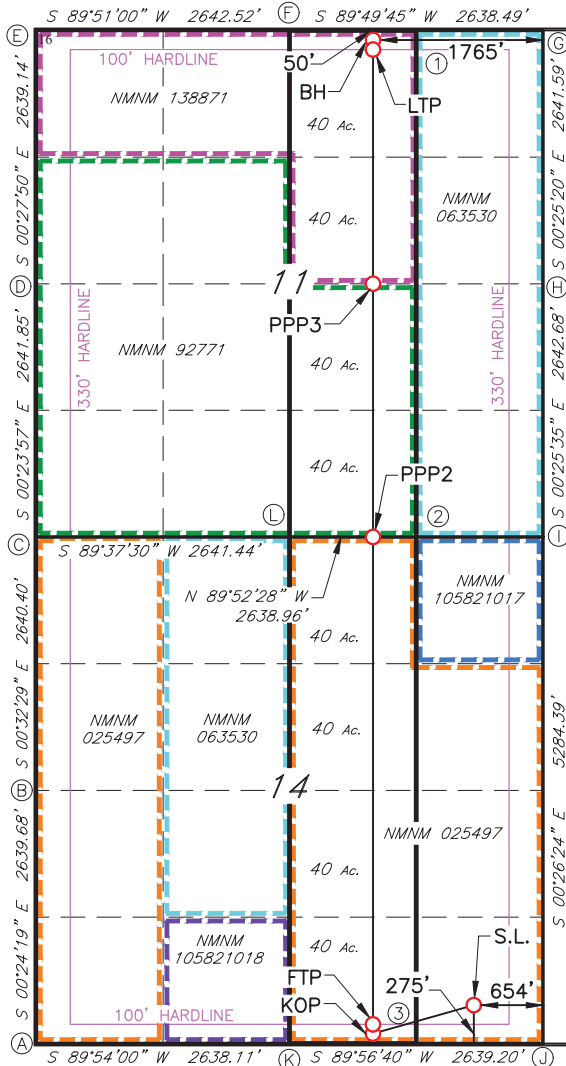 S 89°51'00" W 2642.52'
F
S 89°49'45" W 2638.49'
E
G
6
100' HARDLINE
50'
1
1765'
BH
LTP
NMNM 138871
40 Ac.
2639.14'
S 00°27'50" E
2641.59'
S 00°25'20" E
NMNM
063530
40 Ac.
D
11
H
PPP3
330' HARDLINE
NMNM 92771
40 Ac.
330' HARDLINE
2641.85'
S 00°23'57" E
2642.68'
S 00°25'35" E
40 Ac.
PPP2
L
2
C
I
S 89°37'30" W 2641.44'
N 89°52'28" W
2638.96'
NMNM
105821017
40 Ac.
2640.40'
S 00°32'29" E
NMNM
025497
NMNM
063530
40 Ac.
5284.39'
S 00°26'24" E
B
14
NMNM 025497
40 Ac.
2639.68'
S 00°24'19" E
NMNM
105821018
40 Ac.
S.L.
FTP
275'
654'
KOP
3
100' HARDLINE
A
S 89°54'00" W 2638.11'
K
S 89°56'40" W 2639.20'
J